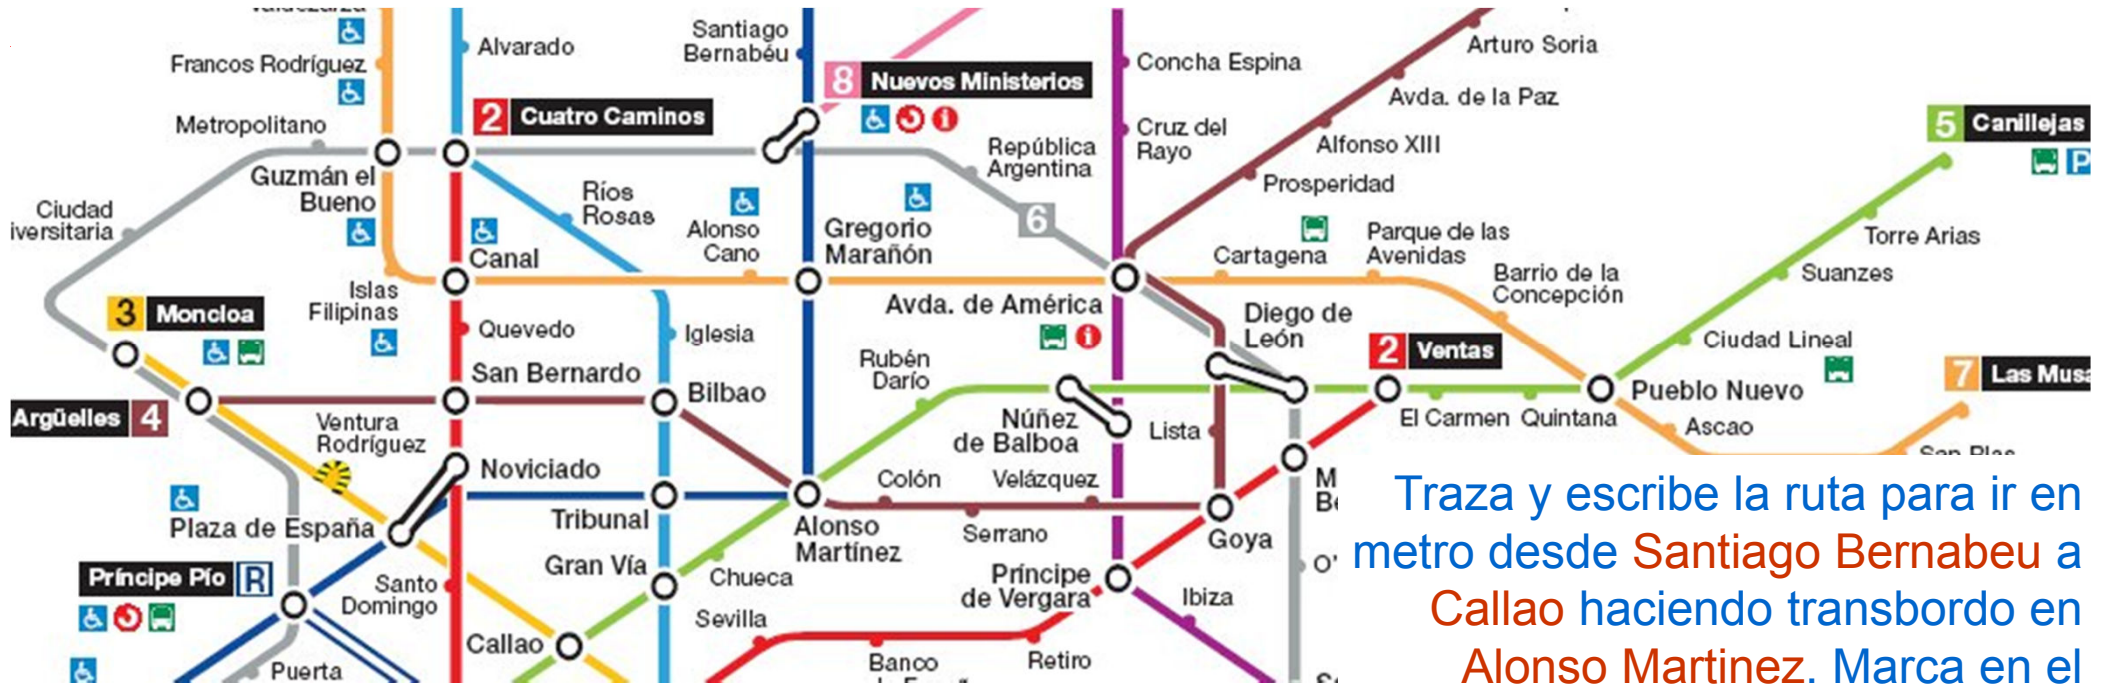 Francos Rodríguez
Alvarado
Santiago
Bernabéu
8 Nuevos Ministerios
Concha Espina
Arturo Soria
Avda. de la Paz
Metropolitano
2 Cuatro Caminos
Cruz del
Rayo
Alfonso XIII
5 Canillejas
P
República
Argentina
Prosperidad
Guzmán el
Bueno
Ríos
Rosas
Ciudad
iversitaria
6
Alonso
Cano
Gregorio
Marañón
Canal
Cartagena
Parque de las
Avenidas
Torre Arias
Barrio de la
Concepción
Suanzes
Islas
Filipinas
Avda. de América
3 Moncloa
Quevedo
Iglesia
Diego de
León
2 Ventas
Ciudad Lineal
Rubén
Darío
7 Las Musa
San Bernardo
Bilbao
Pueblo Nuevo
Argüelles 4
Ventura
Rodríguez
Núñez
de Balboa
Lista
El Carmen
Quintana
Ascao
Noviciado
Colón
Velázquez
M
Be
Traza y escribe la ruta para ir en
Plaza de España
Tribunal
Alonso
Martínez
Serrano
Goya
metro desde Santiago Bernabeu a
Príncipe Pío R
Santo
Domingo
Gran Vía
Chueca
Príncipe
de Vergara
O'
Ibiza
Callao haciendo transbordo en
Sevilla
Callao
Puerta
Banco
Retiro
Alonso Martinez. Marca en el